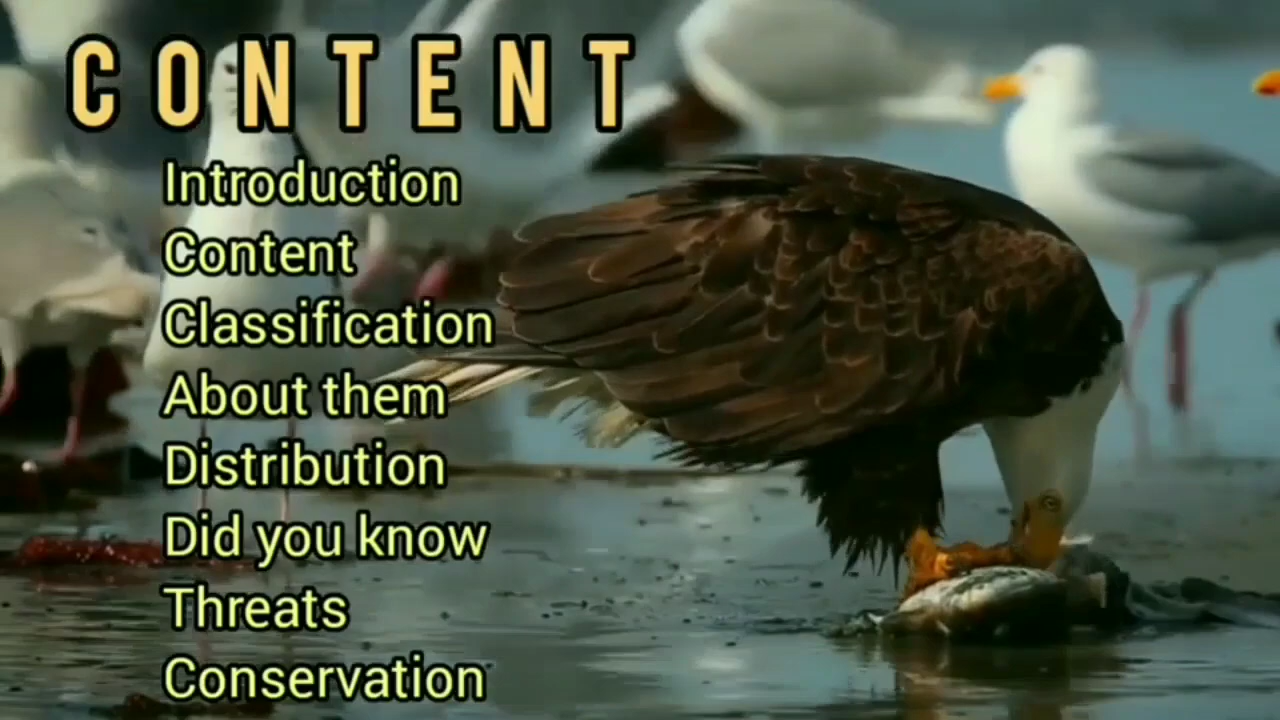 CONTENT
Introduction
Content
Classification
About them
Distribution
Did you know
Threats
Conservation